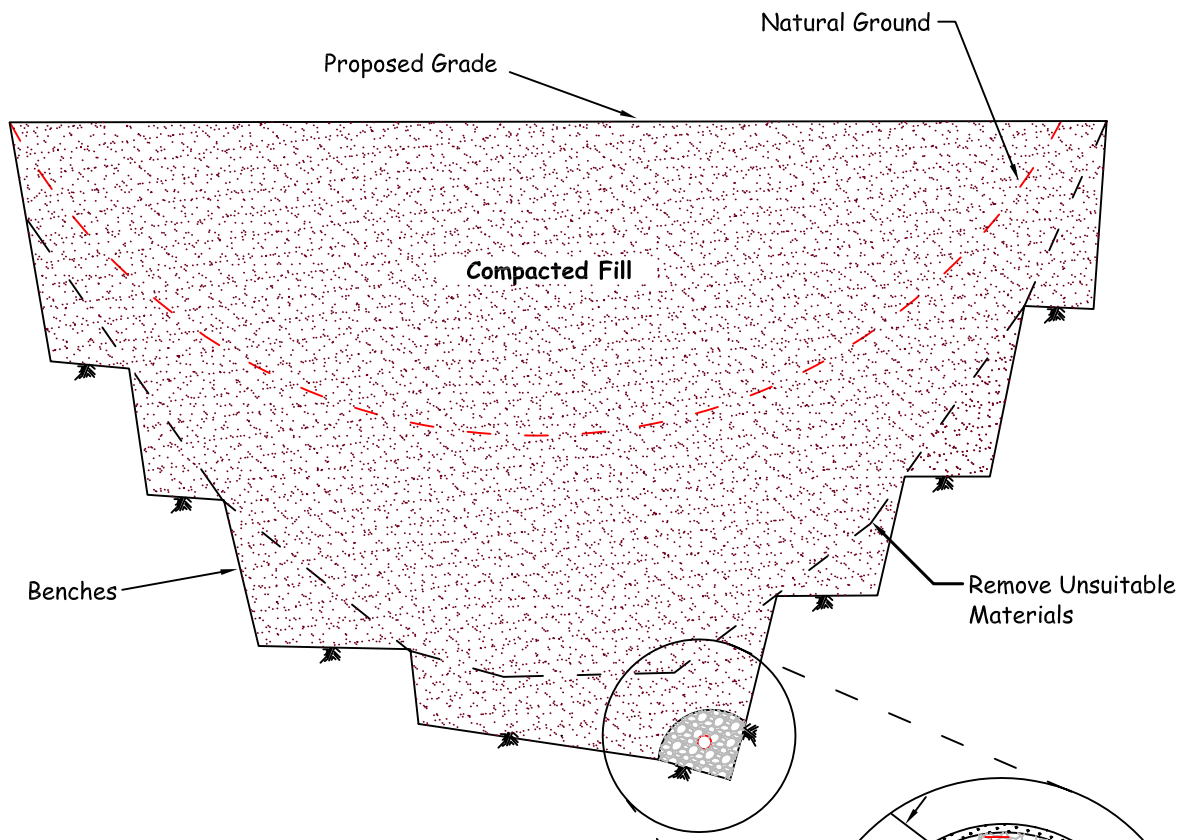 Natural Ground
Proposed Grade
Compacted Fill
Benches
Remove Unsuitable
Materials